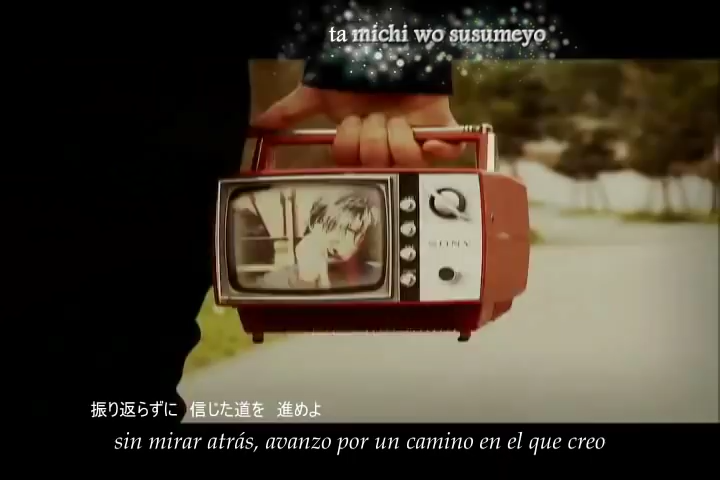 ta michi wo susumeyo
SONY
振り返らずに 信じた道を 進めよ
sin mirar atrás, avanzo por un camino en el que creo